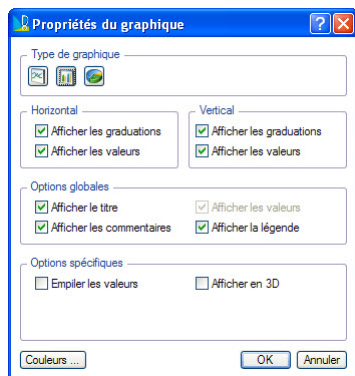 Propriétés du graphique
Type de graphique
Horizontal
Afficher les graduations
Afficher les valeurs
Vertical
Afficher les graduations
Afficher les valeurs
Options globales
Afficher le titre
Afficher les valeurs
Afficher les commentaires
Afficher la légende
Options spécifiques
Empiler les valeurs
Afficher en 3D
Couleurs ...
OK
Annuler